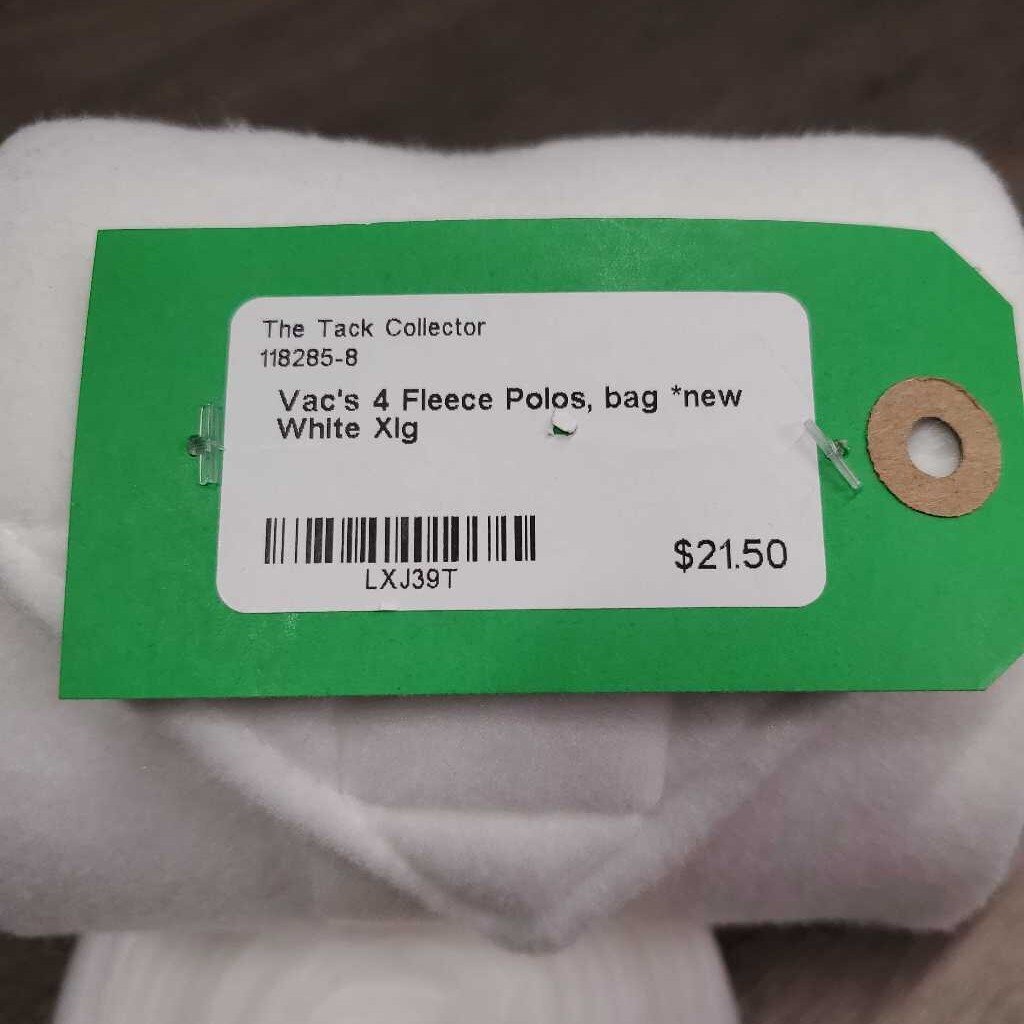 The Tack Collector
118285-8
Vac's 4 Fleece Polos, bag *new
White Xlg
LXJ39T
$21.50